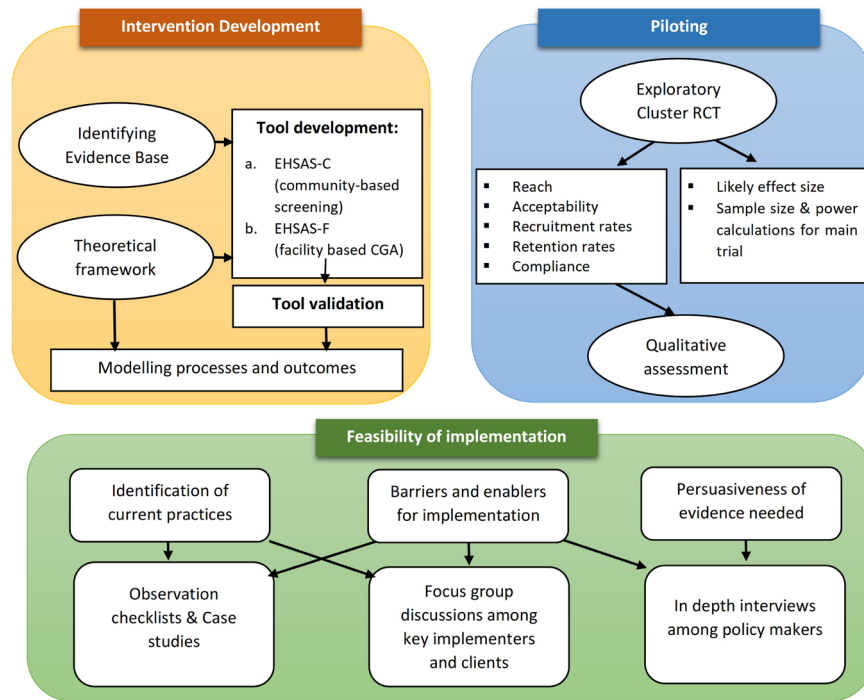 Intervention Development
Identifying
Evidence Base
Theoretical
framework
Tool development:
a. EHSAS-C
(community-based
screening)
b. EHSAS-F
(facility based CGA)
Tool validation
Modelling processes and outcomes
Piloting
Exploratory
Cluster RCT
▪ Reach
▪ Acceptability
▪ Recruitment rates
▪ Retention rates
▪ Compliance
▪ Likely effect size
▪ Sample size & power
calculations for main
trial
Qualitative
assessment
Feasibility of implementation
Identification of
current practices
Barriers and enablers
for implementation
Persuasiveness of
evidence needed
Observation
checklists & Case
studies
Focus group
discussions among
key implementers
and clients
In depth interviews
among policy makers